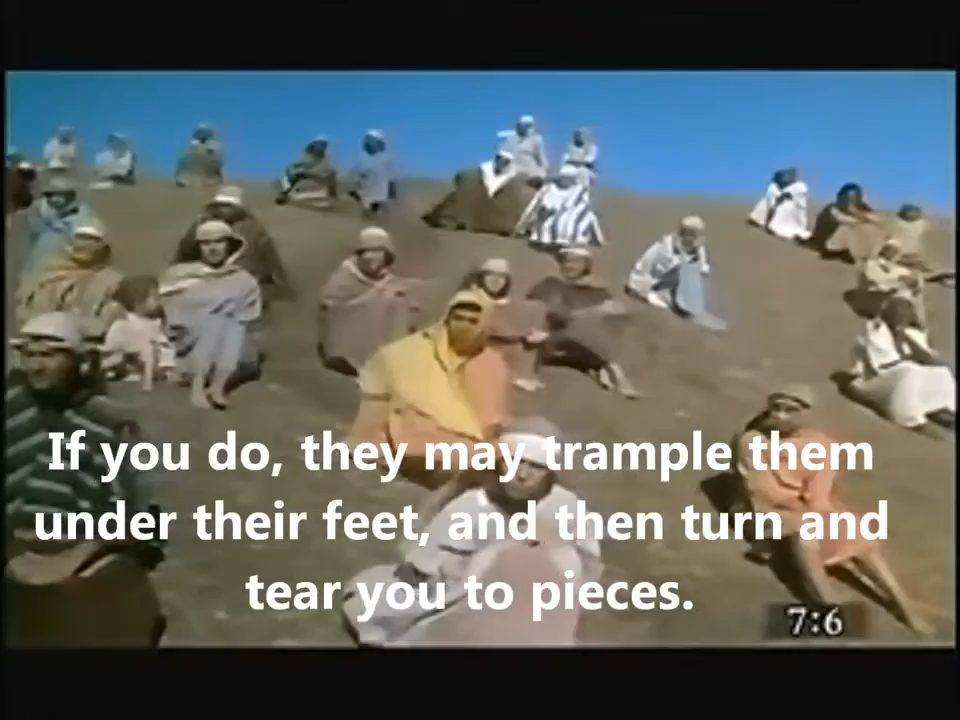 If you do, they may trample them
under their feet, and then turn and
tear you to pieces.
7:6